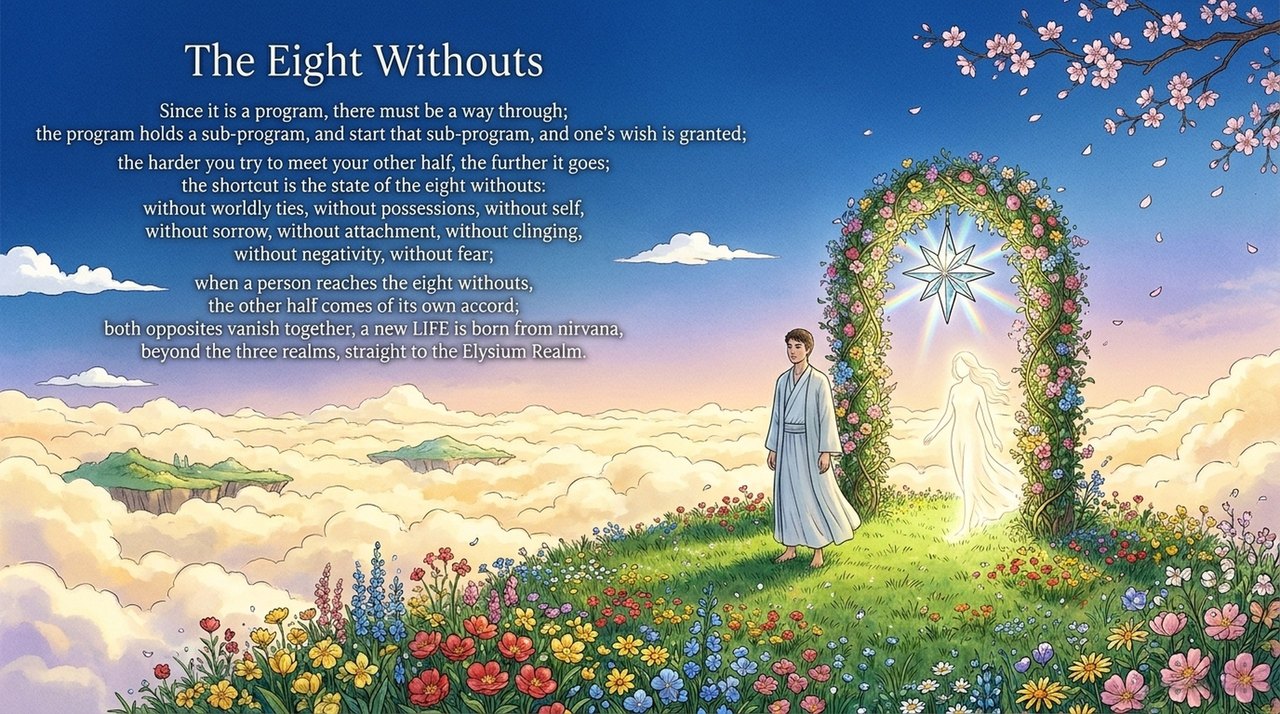 The Eight Withouts
Since it is a program, there must be a way through;
the program holds a sub-program, and start that sub-program, and one's wish is granted;
the harder you try to meet your other half, the further it goes;
the shortcut is the state of the eight withouts:
without worldly ties, without possessions, without self,
without sorrow, without attachment, without clinging,
without negativity, without fear;
when a person reaches the eight withouts,
the other half comes of its own accord;
both opposites vanish together, a new LIFE is born from nirvana,
beyond the three realms, straight to the Elysium Realm.